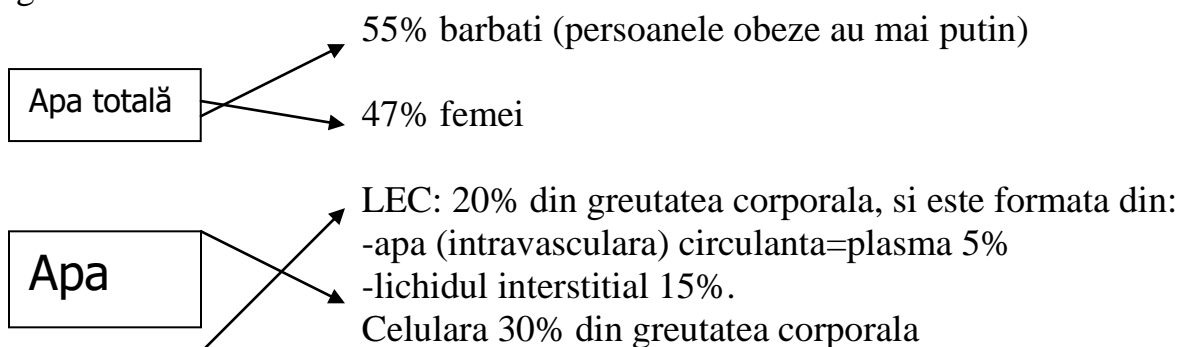 55% barbati (persoanele obeze au mai putin)
Apa totală
47% femei
LEC: 20% din greutatea corporala, si este formata din:
-apa (intravasculara) circulanta=plasma 5%
Apa
-lichidul interstitial 15%.
Celulara 30% din greutatea corporala